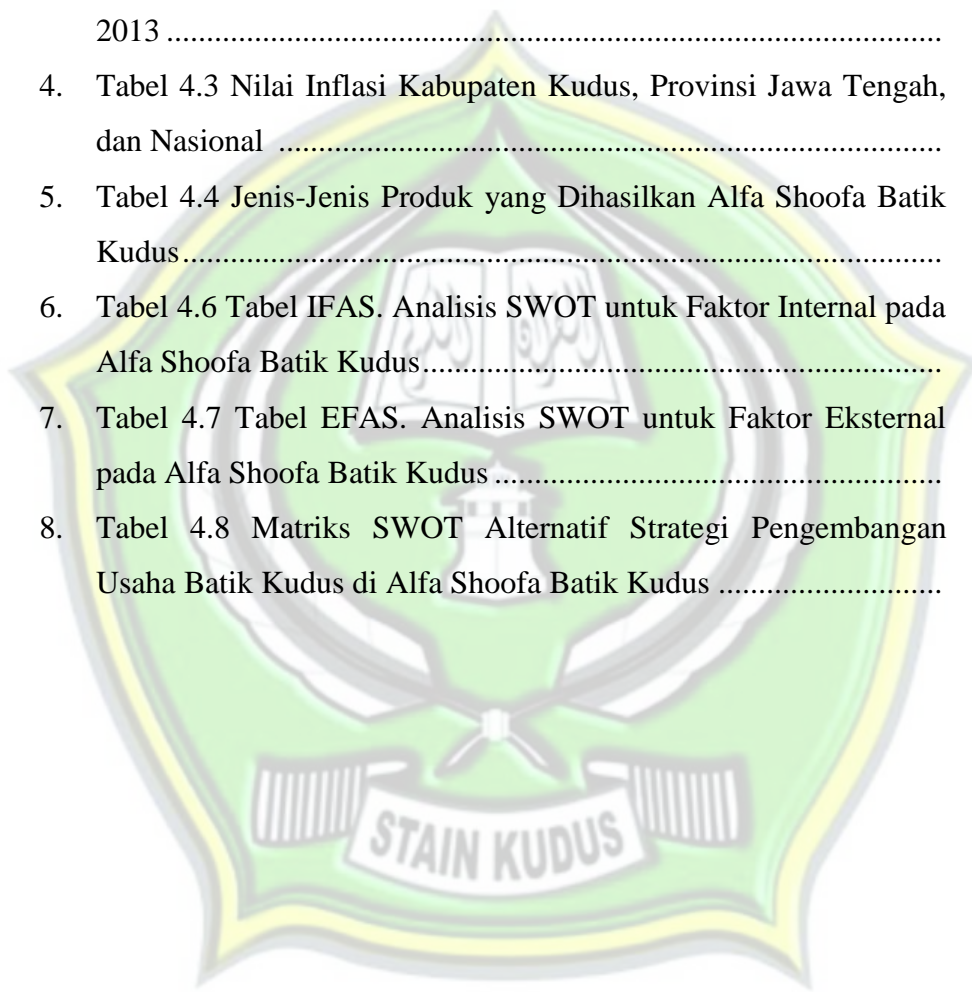 2013 ................................................................................................
4. Tabel 4.3 Nilai Inflasi Kabupaten Kudus, Provinsi Jawa Tengah,
dan Nasional ...................................................................................
5. Tabel 4.4 Jenis-Jenis Produk yang Dihasilkan Alfa Shoofa Batik
Kudus...............................................................................................
6. Tabel 4.6 Tabel IFAS. Analisis SWOT untuk Faktor Internal pada
Alfa Shoofa Batik Kudus.................................................................
7. Tabel 4.7 Tabel EFAS. Analisis SWOT untuk Faktor Eksternal
pada Alfa Shoofa Batik Kudus ........................................................
8. Tabel 4.8 Matriks SWOT Alternatif Strategi Pengembangan
Usaha Batik Kudus di Alfa Shoofa Batik Kudus ............................
STAIN KUDUS